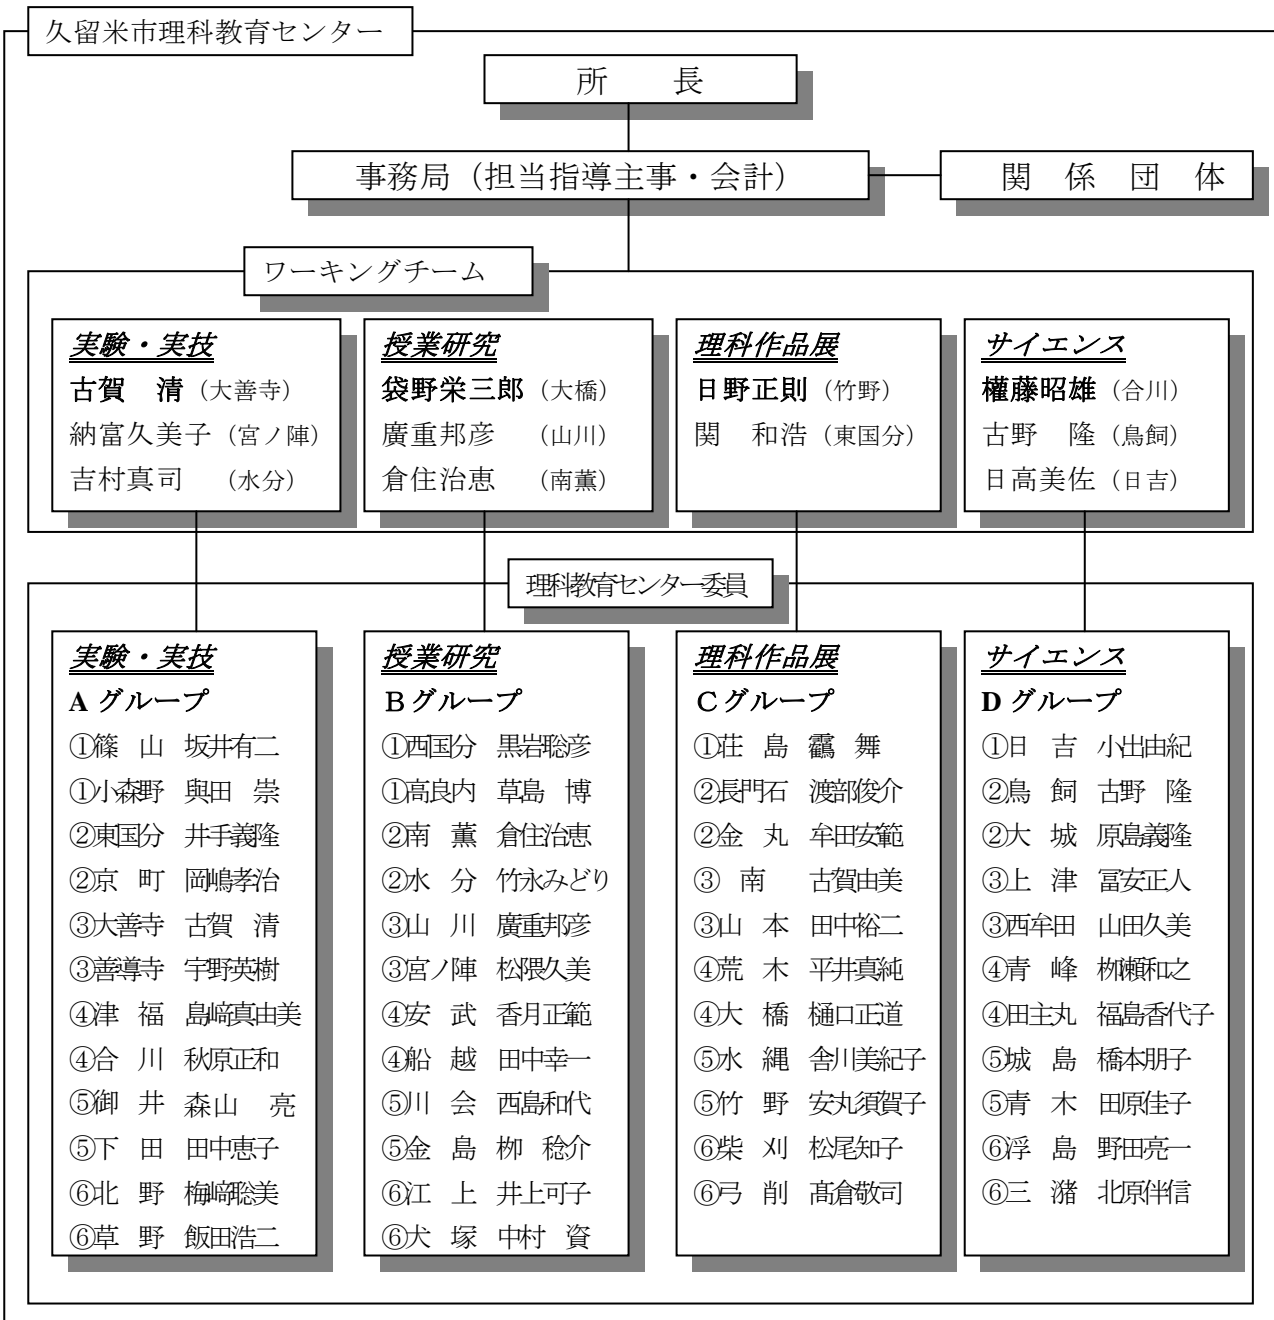 久留米市理科教育センター
所　長
事務局（担当指導主事・会計）
関　係　団　体
ワーキングチーム
実験・実技
古賀　清（大善寺）
納富久美子（宮ノ陣）
吉村真司　（水分）
授業研究
袋野栄三郎（大橋）
廣重邦彦　（山川）
倉住治恵　（南薫）
理科作品展
日野正則（竹野）
関　和浩（東国分）
サイエンス
權藤昭雄（合川）
古野　隆（鳥飼）
日高美佐（日吉）
理科教育センター委員
実験・実技
A グループ
①篠　山　坂井有二
①小森野　與田　崇
②東国分　井手義隆
②京　町　岡嶋孝治
③大善寺　古賀　清
③善導寺　宇野英樹
④津　福　島﨑真由美
④合　川　秋原正和
⑤御　井　森山　亮
⑤下　田　田中恵子
⑥北　野　梅﨑聡美
⑥草　野　飯田浩二
授業研究
Ｂグループ
①西国分　黒岩聡彦
①高良内　草島　博
②南　薫　倉住治恵
②水　分　竹永みどり
③山　川　廣重邦彦
③宮ノ陣　松隈久美
④安　武　香月正範
④船　越　田中幸一
⑤川　会　西島和代
⑤金　島　栁　稔介
⑥江　上　井上可子
⑥犬　塚　中村　資
理科作品展
Ｃグループ
①荘　島　靍　舞
②長門石　渡部俊介
②金　丸　牟田安範
③　南　　古賀由美
③山　本　田中裕二
④荒　木　平井真純
④大　橋　樋口正道
⑤水　縄　舎川美紀子
⑤竹　野　安丸須賀子
⑥柴　刈　松尾知子
⑥弓　削　髙倉敬司
サイエンス
D グループ
①日　吉　小出由紀
②鳥　飼　古野　隆
②大　城　原島義隆
③上　津　冨安正人
③西牟田　山田久美
④青　峰　栁瀬和之
④田主丸　福島香代子
⑤城　島　橋本朋子
⑤青　木　田原佳子
⑥浮　島　野田亮一
⑥三　潴　北原伴信